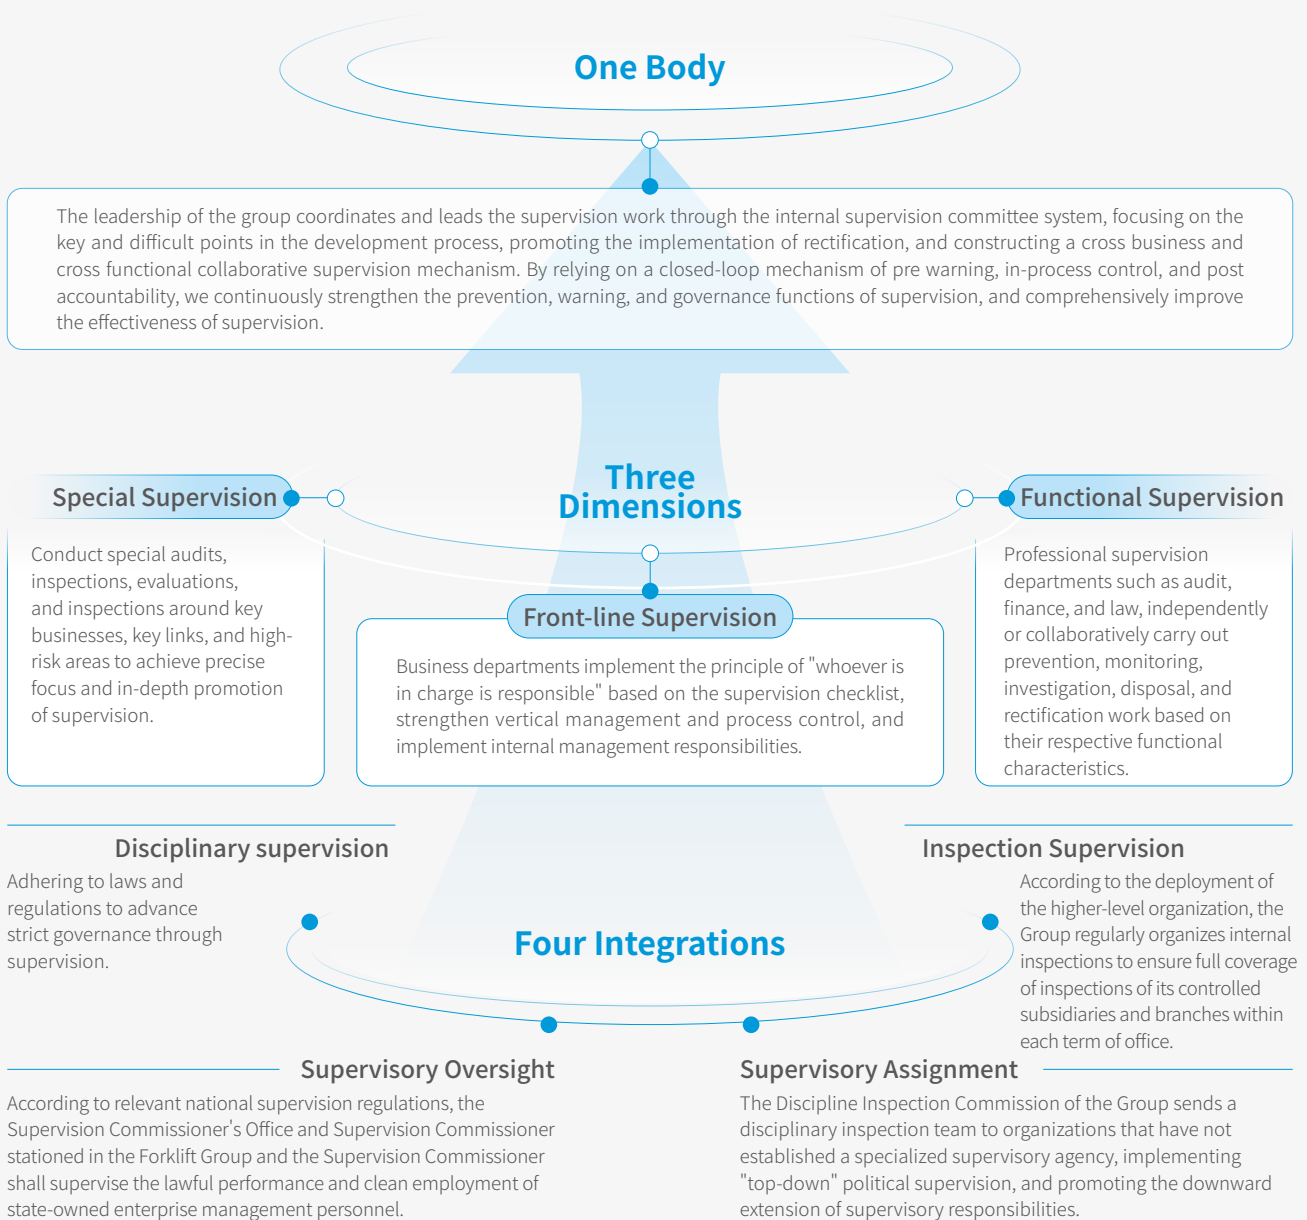 One Body
The leadership of the group coordinates and leads the supervision work through the internal supervision committee system, focusing on the
key and difficult points in the development process, promoting the implementation of rectification, and constructing a cross business and
cross functional collaborative supervision mechanism. By relying on a closed-loop mechanism of pre warning, in-process control, and post
accountability, we continuously strengthen the prevention, warning, and governance functions of supervision, and comprehensively improve
the effectiveness of supervision.
Three
Dimensions
Special Supervision
Conduct special audits,
inspections, evaluations,
and inspections around key
businesses, key links, and high-
risk areas to achieve precise
focus and in-depth promotion
of supervision.
Front-line Supervision
Business departments implement the principle of "whoever is
in charge is responsible" based on the supervision checklist,
strengthen vertical management and process control, and
implement internal management responsibilities.
Functional Supervision
Professional supervision
departments such as audit,
finance, and law, independently
or collaboratively carry out
prevention, monitoring,
investigation, disposal, and
rectification work based on
their respective functional
characteristics.
Four Integrations
Disciplinary supervision
Adhering to laws and
regulations to advance
strict governance through
supervision.
Inspection Supervision
According to the deployment of
the higher-level organization, the
Group regularly organizes internal
inspections to ensure full coverage
of inspections of its controlled
subsidiaries and branches within
each term of office.
Supervisory Oversight
According to relevant national supervision regulations, the
Supervision Commissioner's Office and Supervision Commissioner
stationed in the Forklift Group and the Supervision Commissioner
shall supervise the lawful performance and clean employment of
state-owned enterprise management personnel.
Supervisory Assignment
The Discipline Inspection Commission of the Group sends a
disciplinary inspection team to organizations that have not
established a specialized supervisory agency, implementing
"top-down" political supervision, and promoting the downward
extension of supervisory responsibilities.